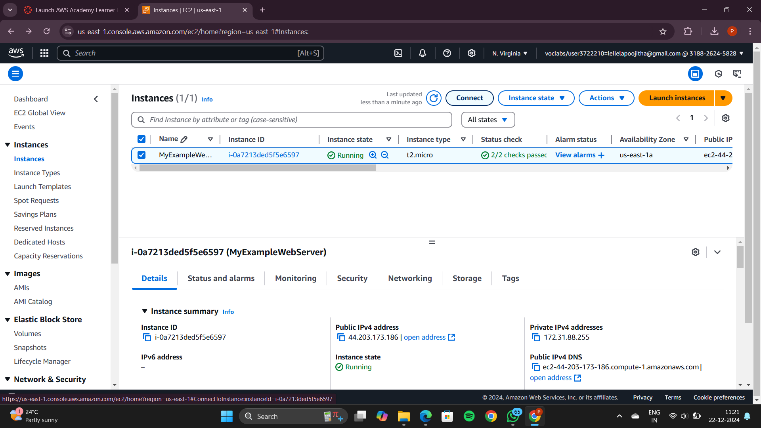 Launch AWS Academy Learner
Instances | EC2 | us-east-1
us-east-1.console.aws.amazon.com/ec2/home?region=us-east-1#Instances:
aws
Search [Alt+S]
N. Virginia
Last updated
less than a minute ago
Instances (1/1) Info
Connect
Instance state
Actions
Launch instances
Find Instance by attribute or tag (case-sensitive)
All states
1
Name
Instance ID
Instance state
Instance type
Status check
Alarm status
Availability Zone
Public IP
MyExampleWe...
i-0a7213ded5f5e6597
Running
t2.micro
2/2 checks passed
View alarms +
us-east-1a
ec2-44-2
Dashboard
EC2 Global View
Events
Instances
Instances
Instance Types
Launch Templates
Spot Requests
Savings Plans
Reserved Instances
Dedicated Hosts
Capacity Reservations
Images
AMIs
AMI Catalog
Elastic Block Store
Volumes
Snapshots
Lifecycle Manager
Network & Security
i-0a7213ded5f5e6597 (MyExampleWebServer)
Details
Status and alarms
Monitoring
Security
Networking
Storage
Tags
Instance summary Info
Instance ID
i-0a7213ded5f5e6597
Public IPv4 address
44.203.173.186 | open address
Private IPv4 addresses
172.31.88.255
IPv6 address
–
Instance state
Running
Public IPv4 DNS
ec2-44-203-173-186.compute-1.amazonaws.com |
open address
https://us-east-1.console.aws.amazon.com/ec2/home?region=us-east-1#ConnectToInstance:instanceId=i-0a7213ded5f5e6597
© 2024, Amazon Web Services, Inc. or its affiliates.
Privacy
Terms
Cookie preferences
24°C
Partly sunny
Search
ENG
IN
11:21
22-12-2024